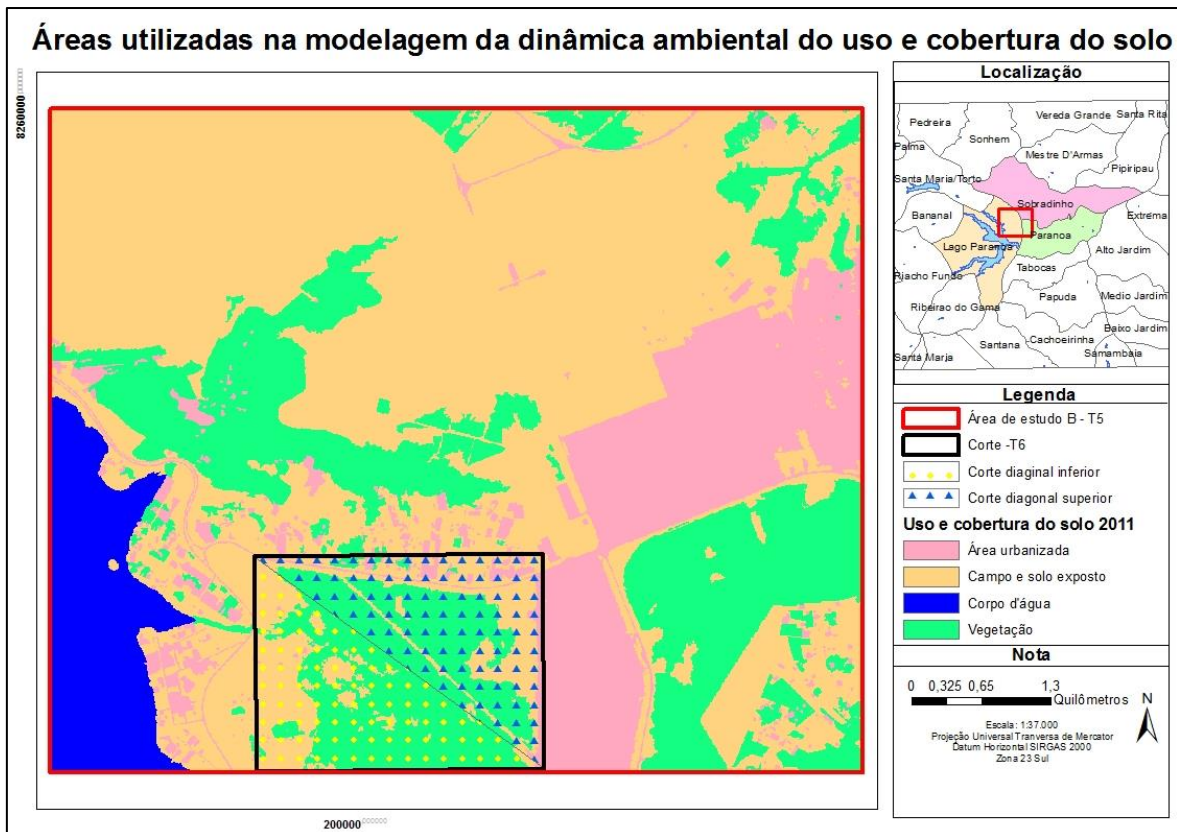 Áreas utilizadas na modelagem da dinâmica ambiental do uso e cobertura do solo
8260000
200000
Localização
Pedreira
Vereda Grande
Santa Rita
Sonhem
Palma
Mestre D'Armas
Pipiripau
Santa Maria/Torto
Sobradinho
Bananal
Extrema
Paranoa
Lago Paranoa
Alto Jardim
Tabocas
Riacho Fundo
Papuda
Medio Jardim
Ribeirao do Gama
Baixo Jardim
Cachoeirinha
Santana
Samambaia
Santa Maria
Legenda
Área de estudo B - T5
Corte -T6
Corte diaginal inferior
Corte diagonal superior
Uso e cobertura do solo 2011
Área urbanizada
Campo e solo exposto
Corpo d'água
Vegetação
Nota
0 0,325 0,65 1,3
Quilômetros
N
Escala: 1:37.000
Projeção Universal Tranversa de Mercator
Datum Horizontal SIRGAS 2000
Zona 23 Sul